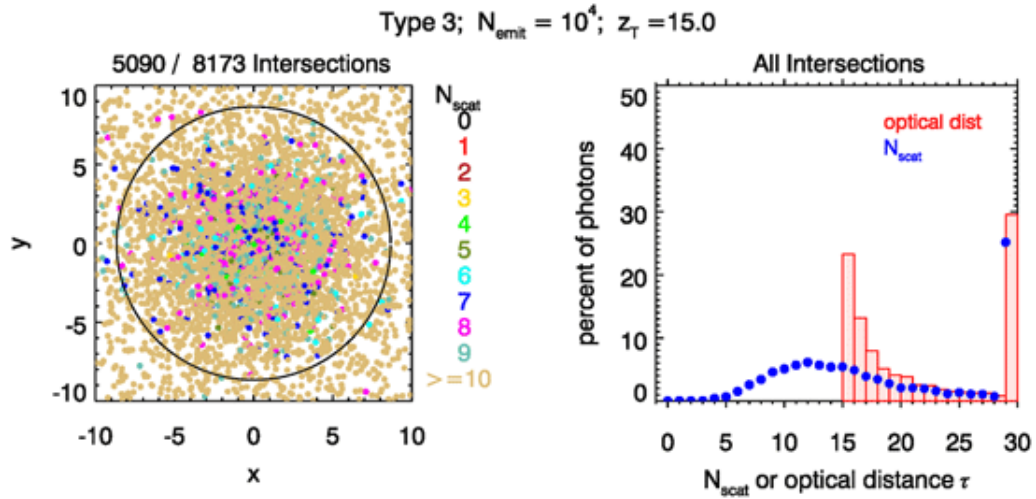 Type 3; N_emit = 10^4; z_T = 15.0
5090 / 8173 Intersections
N_scat
0
1
2
3
4
5
6
7
8
9
>=10
y
10
5
0
-5
-10
-10 -5 0 5 10
x
All Intersections
optical dist
N_scat
percent of photons
50
40
30
20
10
0
0 5 10 15 20 25 30
N_scat or optical distance τ